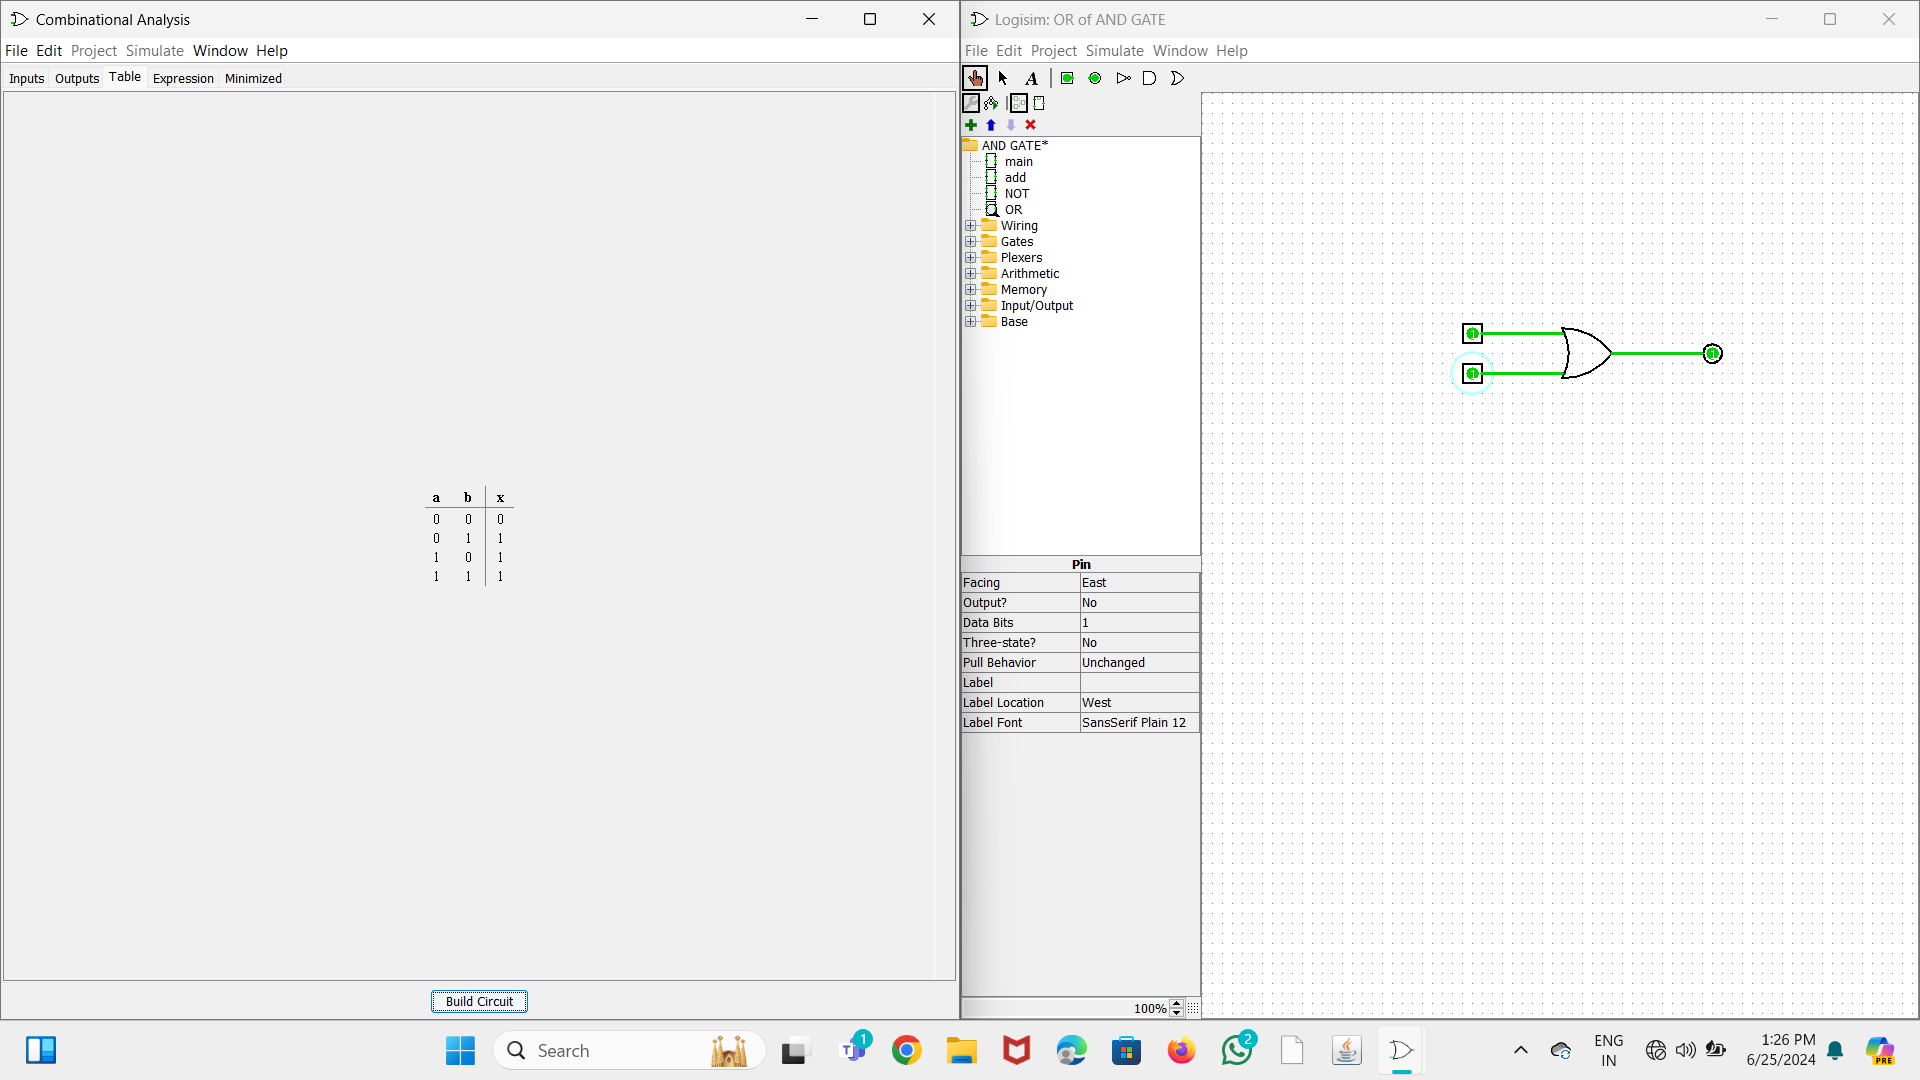 Combinational Analysis
File Edit Project Simulate Window Help
Inputs Outputs Table Expression Minimized
a b x
0 0 0
0 1 1
1 0 1
1 1 1
Build Circuit
Logisim: OR of AND GATE
File Edit Project Simulate Window Help
A
AND GATE*
main
add
NOT
OR
Wiring
Gates
Plexers
Arithmetic
Memory
Input/Output
Base
Pin
Facing East
Output? No
Data Bits 1
Three-state? No
Pull Behavior Unchanged
Label
Label Location West
Label Font SansSerif Plain 12
100%
1
1
1
Search
1
2
ENG
IN
1:26 PM
6/25/2024
PRE